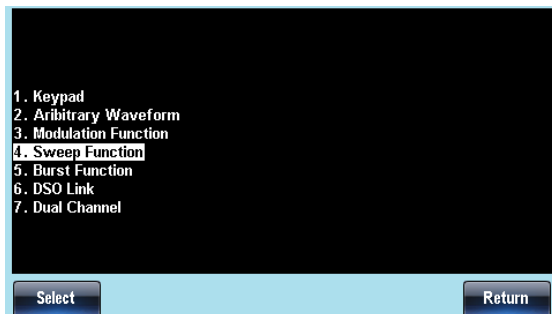 1. Keypad
2. Aribitrary Waveform
3. Modulation Function
4. Sweep Function
5. Burst Function
6. DSO Link
7. Dual Channel
Select
Return